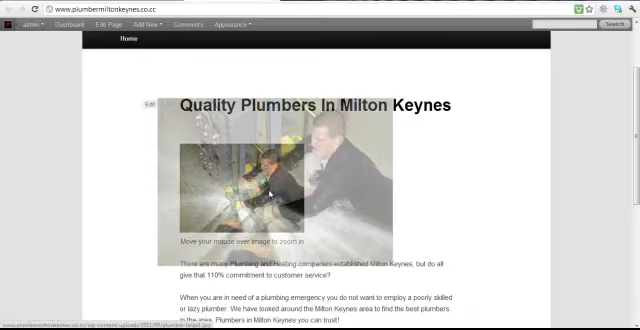 www.plumbermiltonkeynes.co.cc
admin Dashboard Edit Page Add New Comments Appearance Search
Home
Edit
Quality Plumbers In Milton Keynes
Move your mouse over image to zoom in
There are many Plumbing and Heating companies established Milton Keynes, but do all
give that 110% commitment to customer service?
When you are in need of a plumbing emergency you do not want to employ a poorly skilled
or lazy plumber. We have looked around the Milton Keynes area to find the best plumbers
in the area. Plumbers in Milton Keynes you can trust!